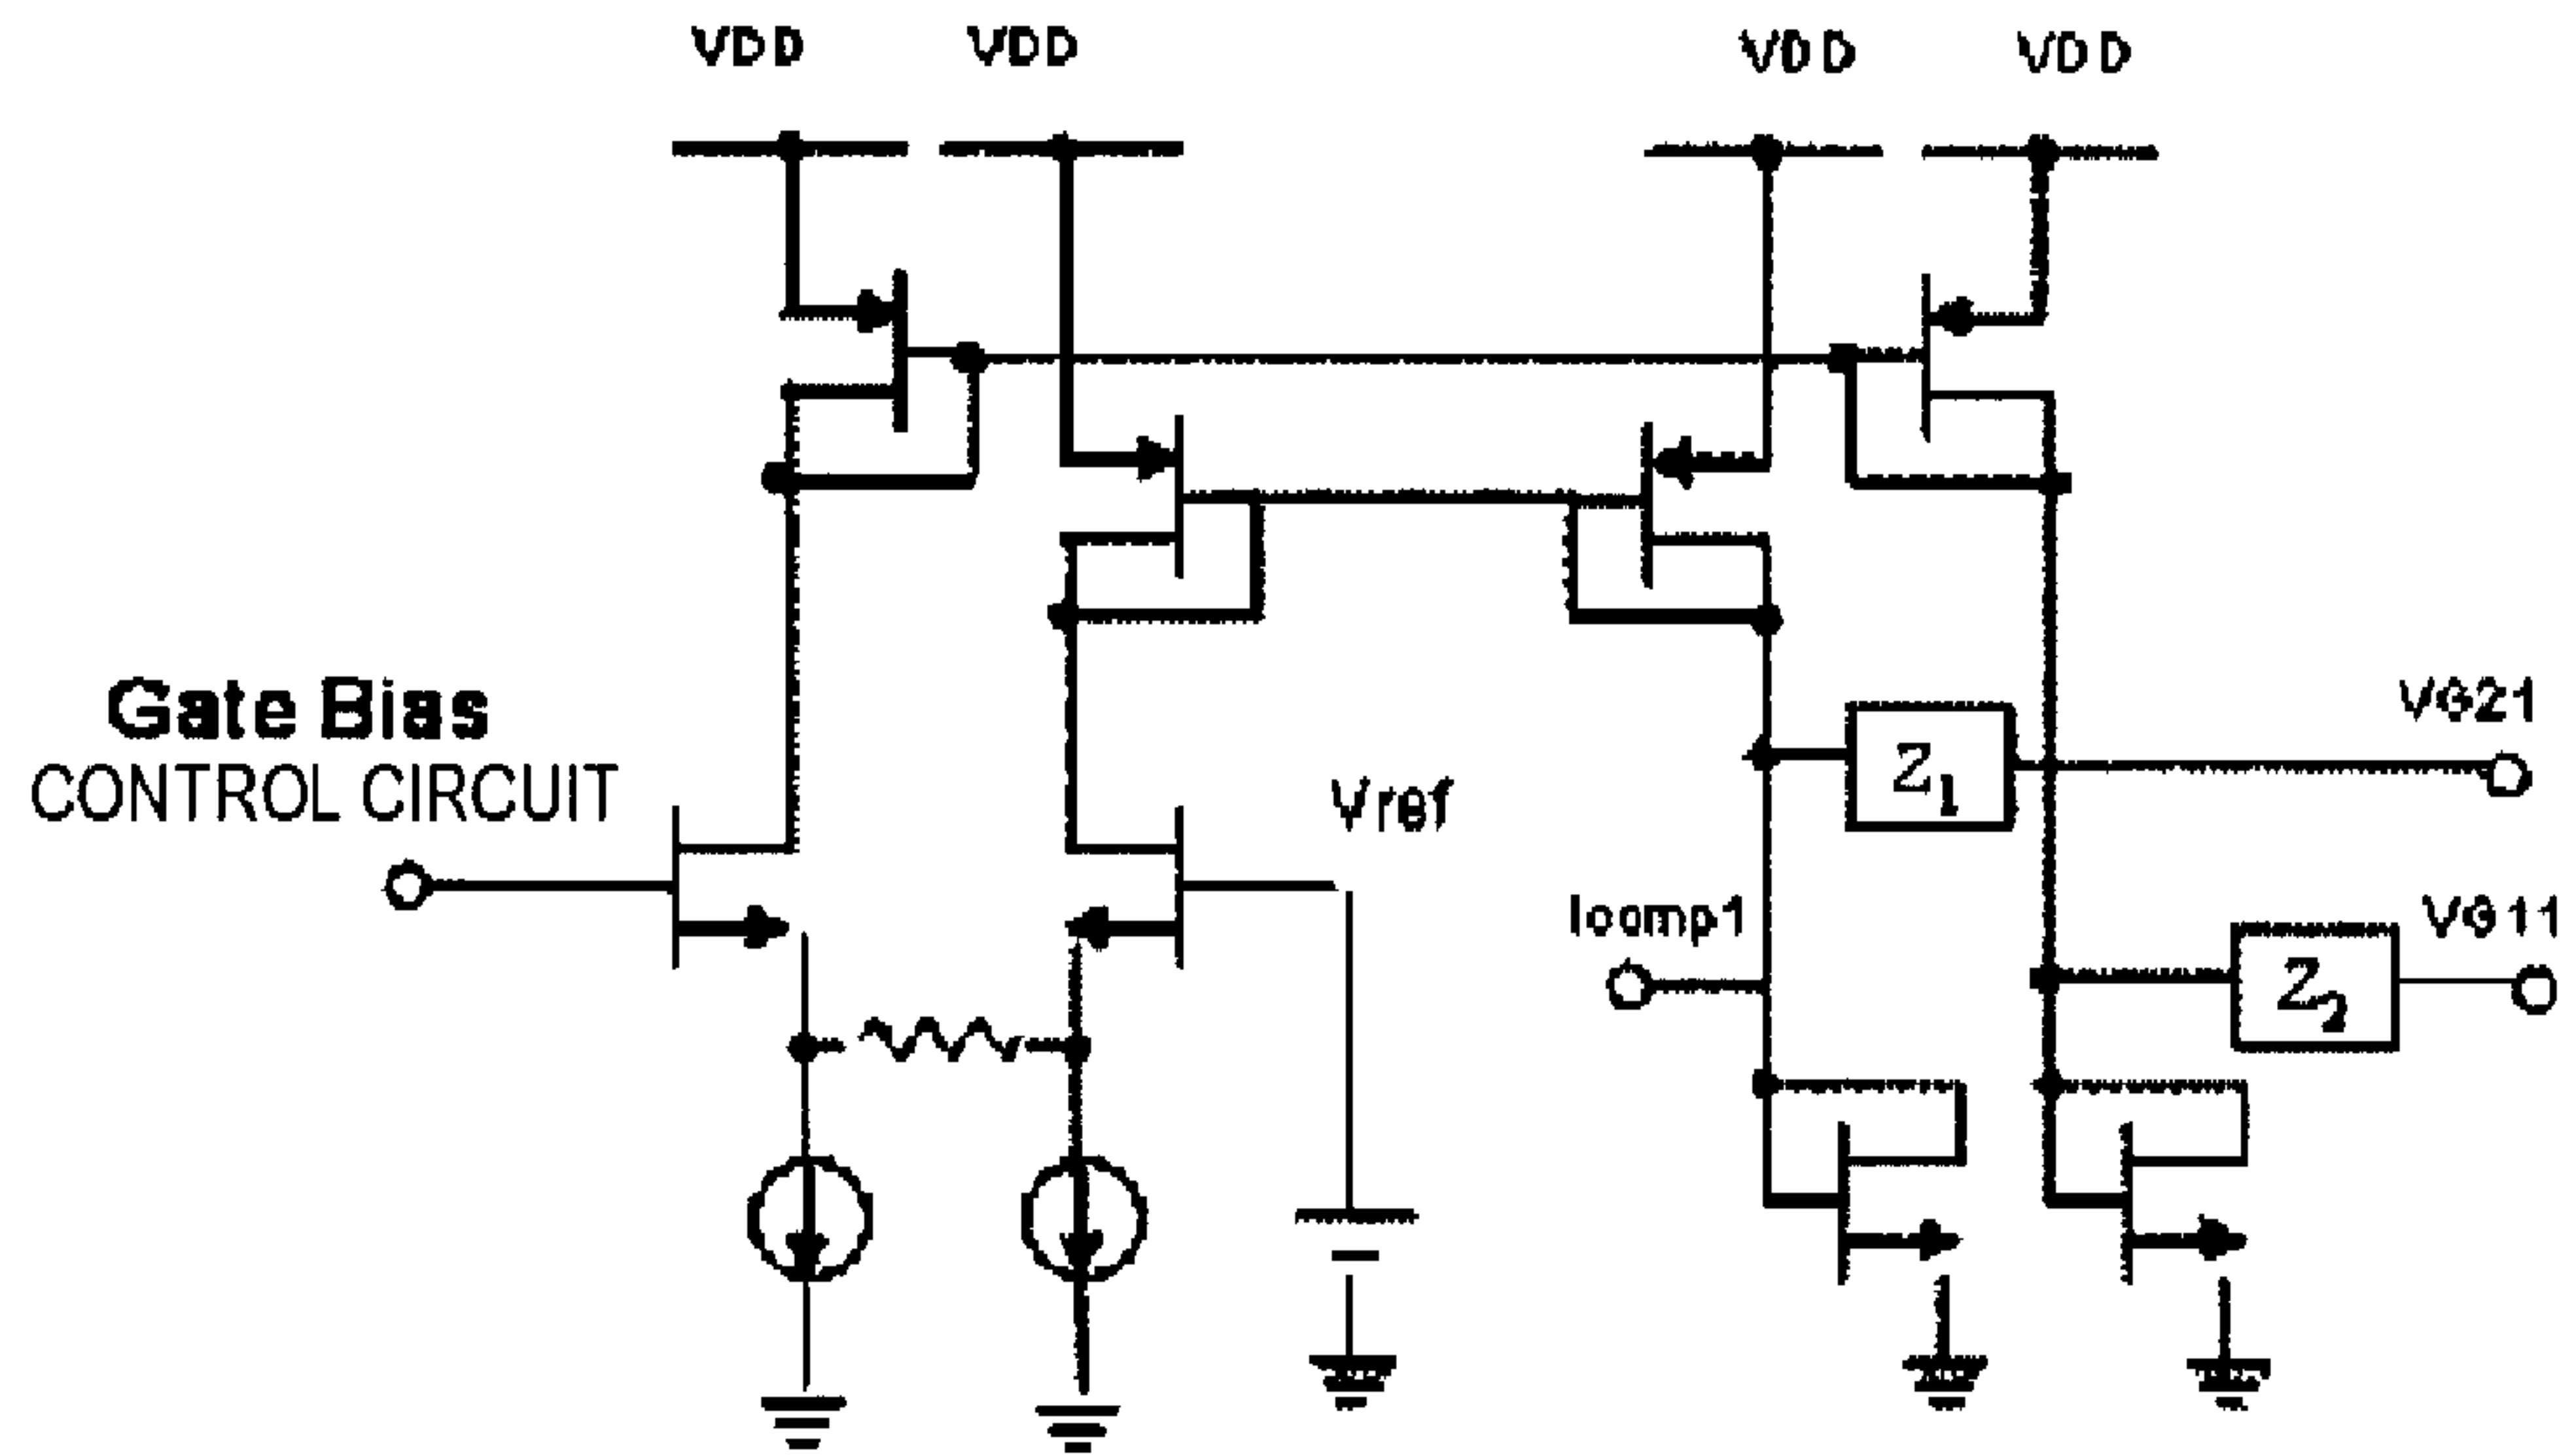 VDD VDD VDD VDD
Gate Bias
CONTROL CIRCUIT
Vref
Icomp1
Z1
VG21
Z2
VG11